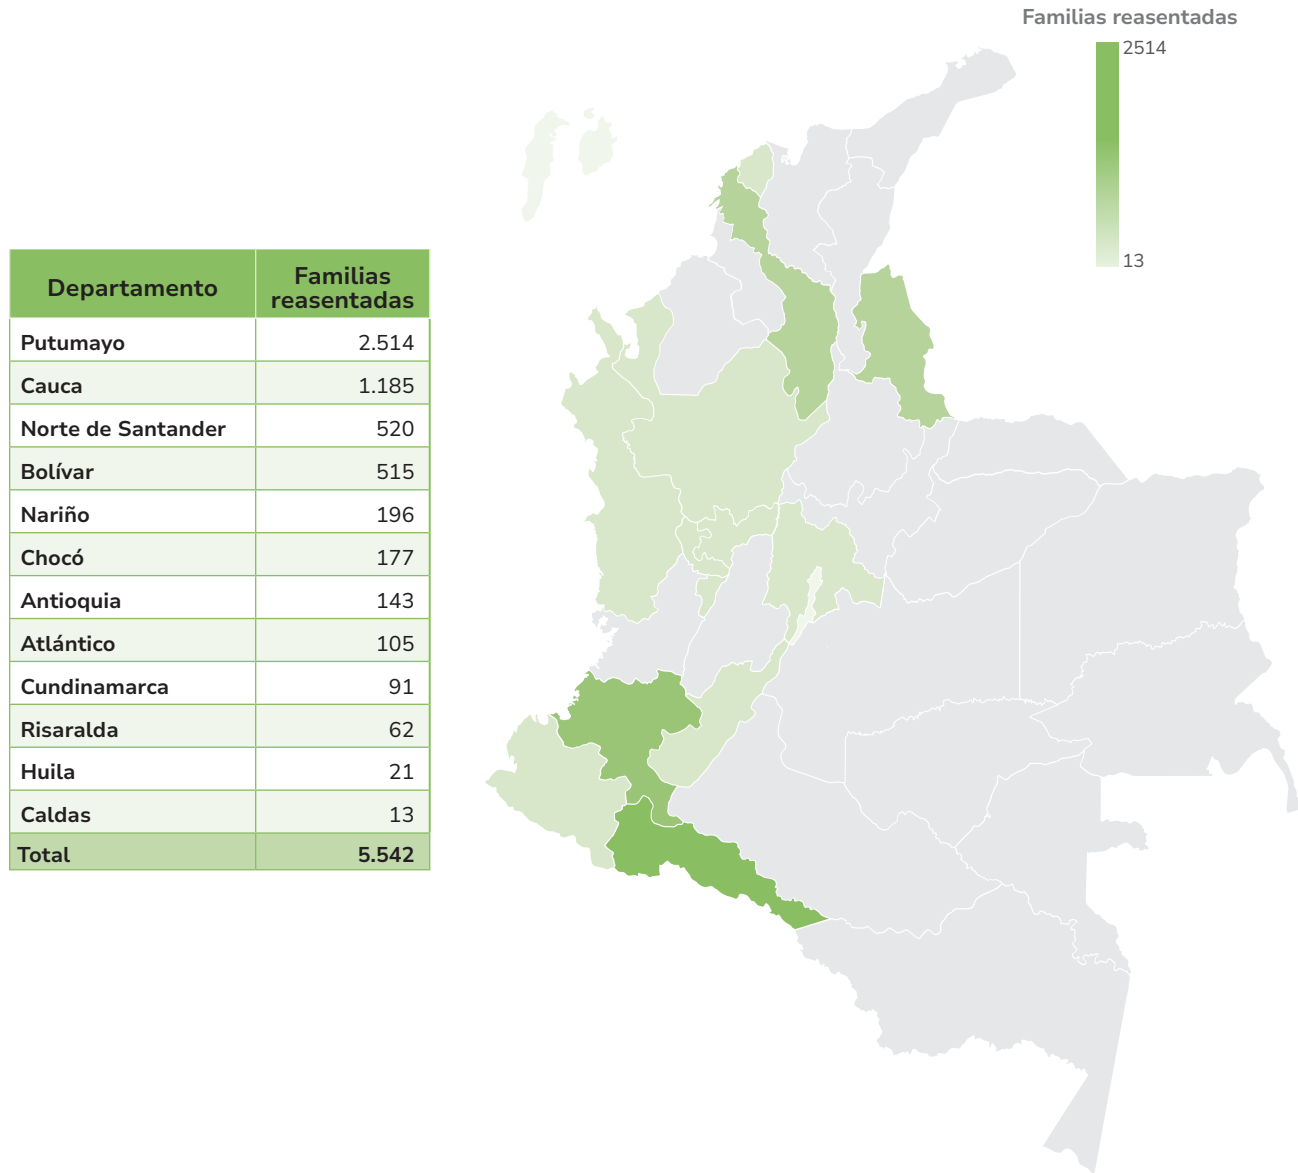 Familias reasentadas
2514
13
Departamento
Familias
reasentadas
Putumayo 2.514
Cauca 1.185
Norte de Santander 520
Bolívar 515
Nariño 196
Chocó 177
Antioquia 143
Atlántico 105
Cundinamarca 91
Risaralda 62
Huila 21
Caldas 13
Total 5.542